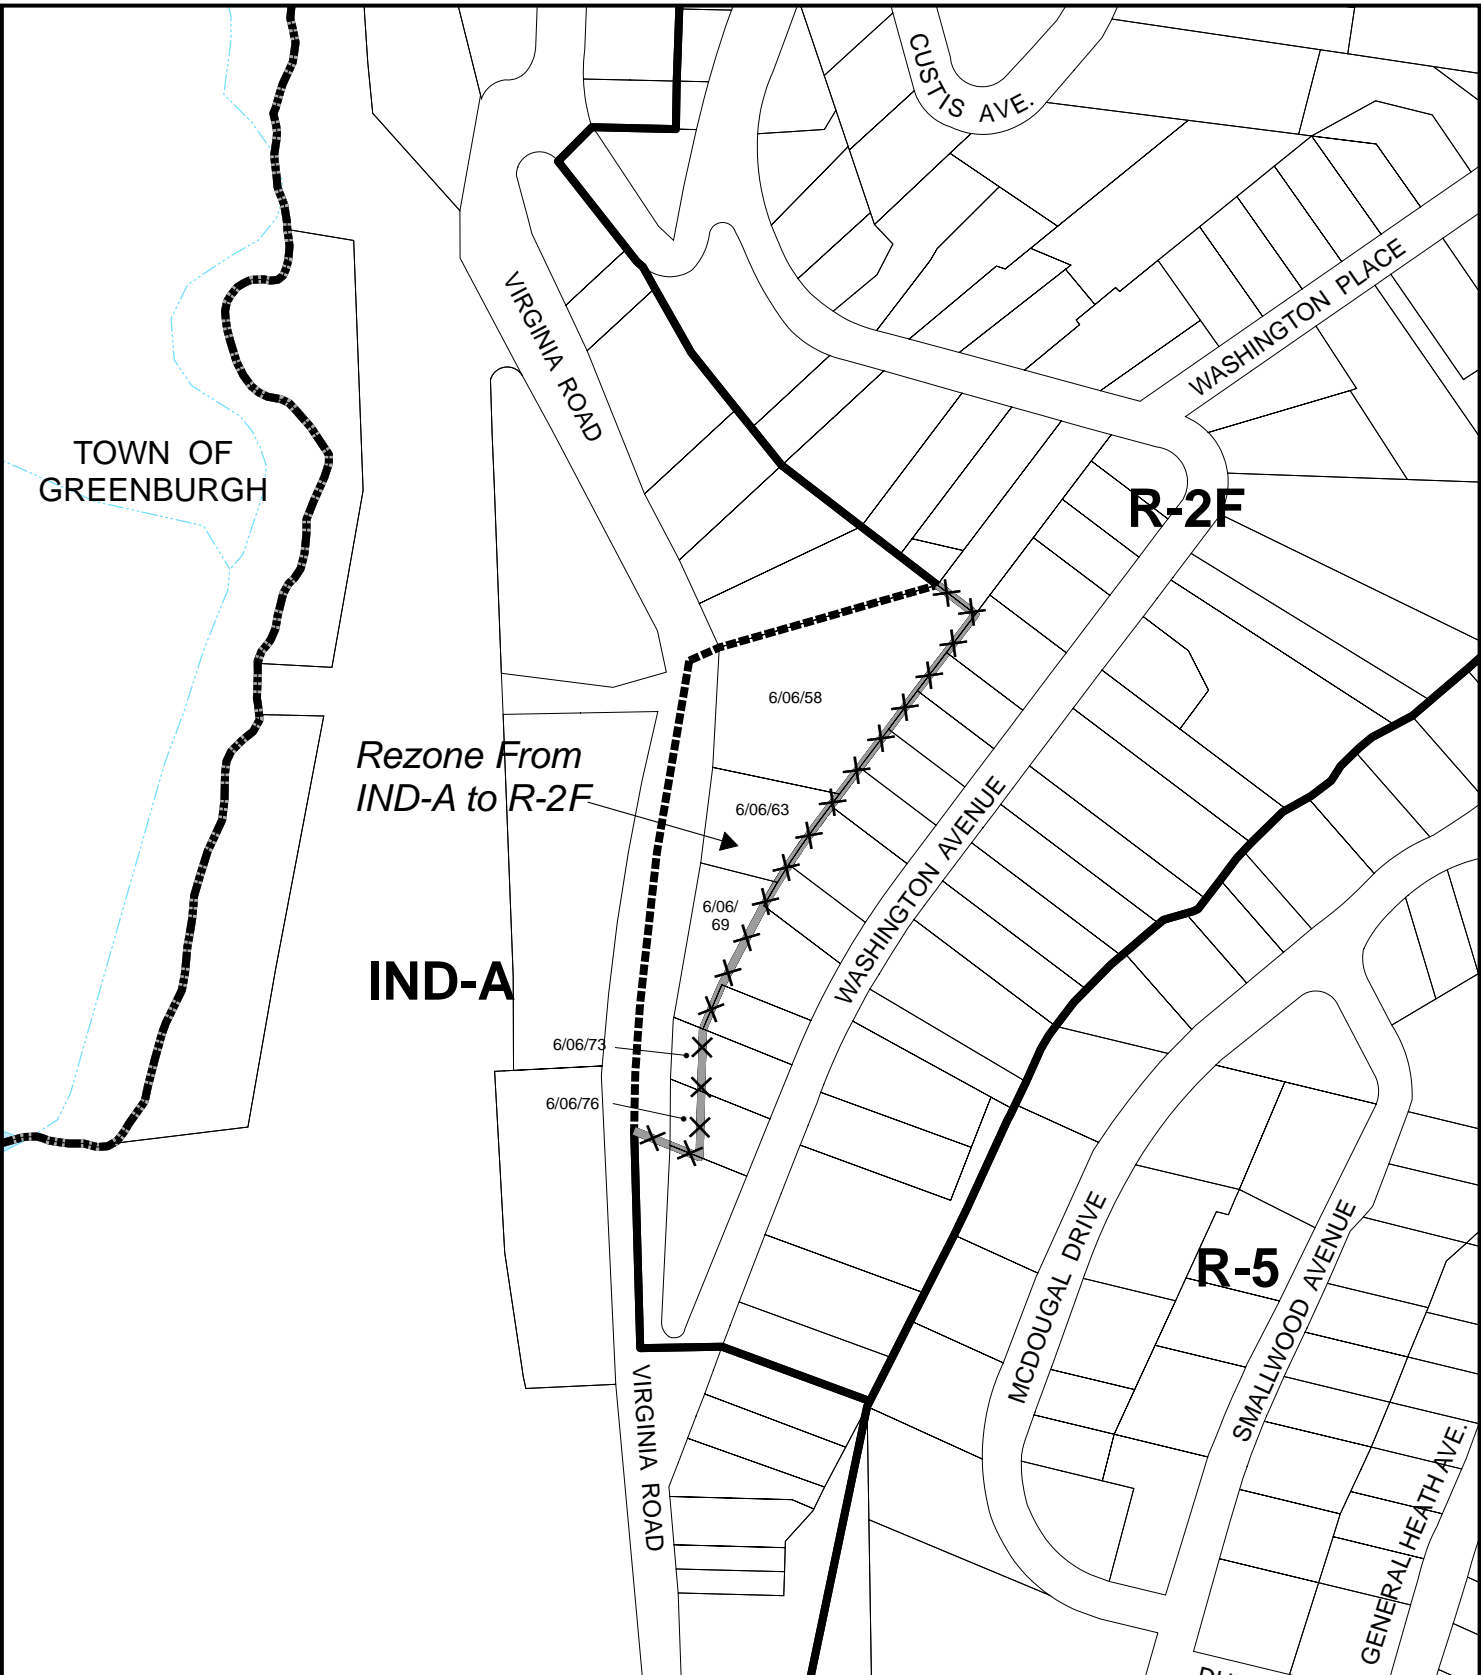 CUSTIS AVE.
WASHINGTON PLACE
VIRGINIA ROAD
TOWN OF
GREENBURGH
R-2F
6/06/58
Rezone From
IND-A to R-2F
6/06/63
WASHINGTON AVENUE
6/06/
69
IND-A
6/06/73
6/06/76
MCDOUGAL DRIVE
R-5
SMALLWOOD AVENUE
VIRGINIA ROAD
GENERAL HEATH AVE.